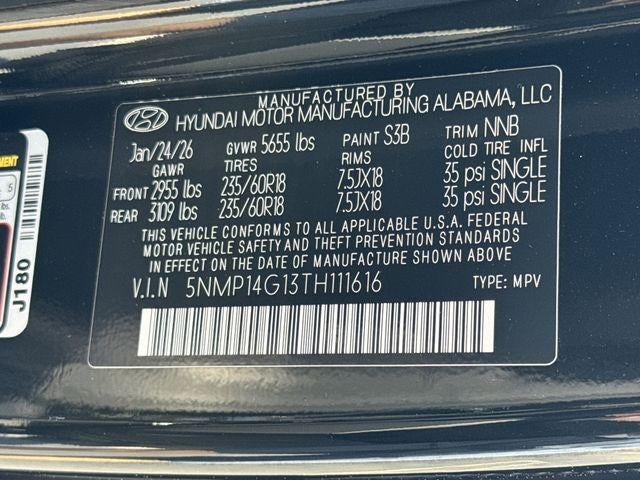 MANUFACTURED BY
HYUNDAI MOTOR MANUFACTURING ALABAMA, LLC
Jan/24/26 GVWR 5655 lbs PAINT S3B TRIM NNB
GAWR TIRES RIMS COLD TIRE INFL
FRONT 2955 lbs 235/60R18 7.5JX18 35 psi SINGLE
REAR 3109 lbs 235/60R18 7.5JX18 35 psi SINGLE
THIS VEHICLE CONFORMS TO ALL APPLICABLE U.S.A. FEDERAL
MOTOR VEHICLE SAFETY AND THEFT PREVENTION STANDARDS
IN EFFECT ON THE DATE OF MANUFACTURE SHOWN ABOVE
V.I.N 5NMP14G13TH111616 TYPE: MPV
J180
5